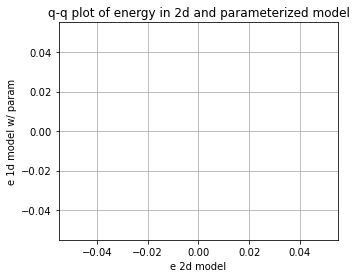 q-q plot of energy in 2d and parameterized model
0.04
0.02
0.00
−0.02
−0.04
e 1d model w/ param
−0.04 −0.02 0.00 0.02 0.04
e 2d model